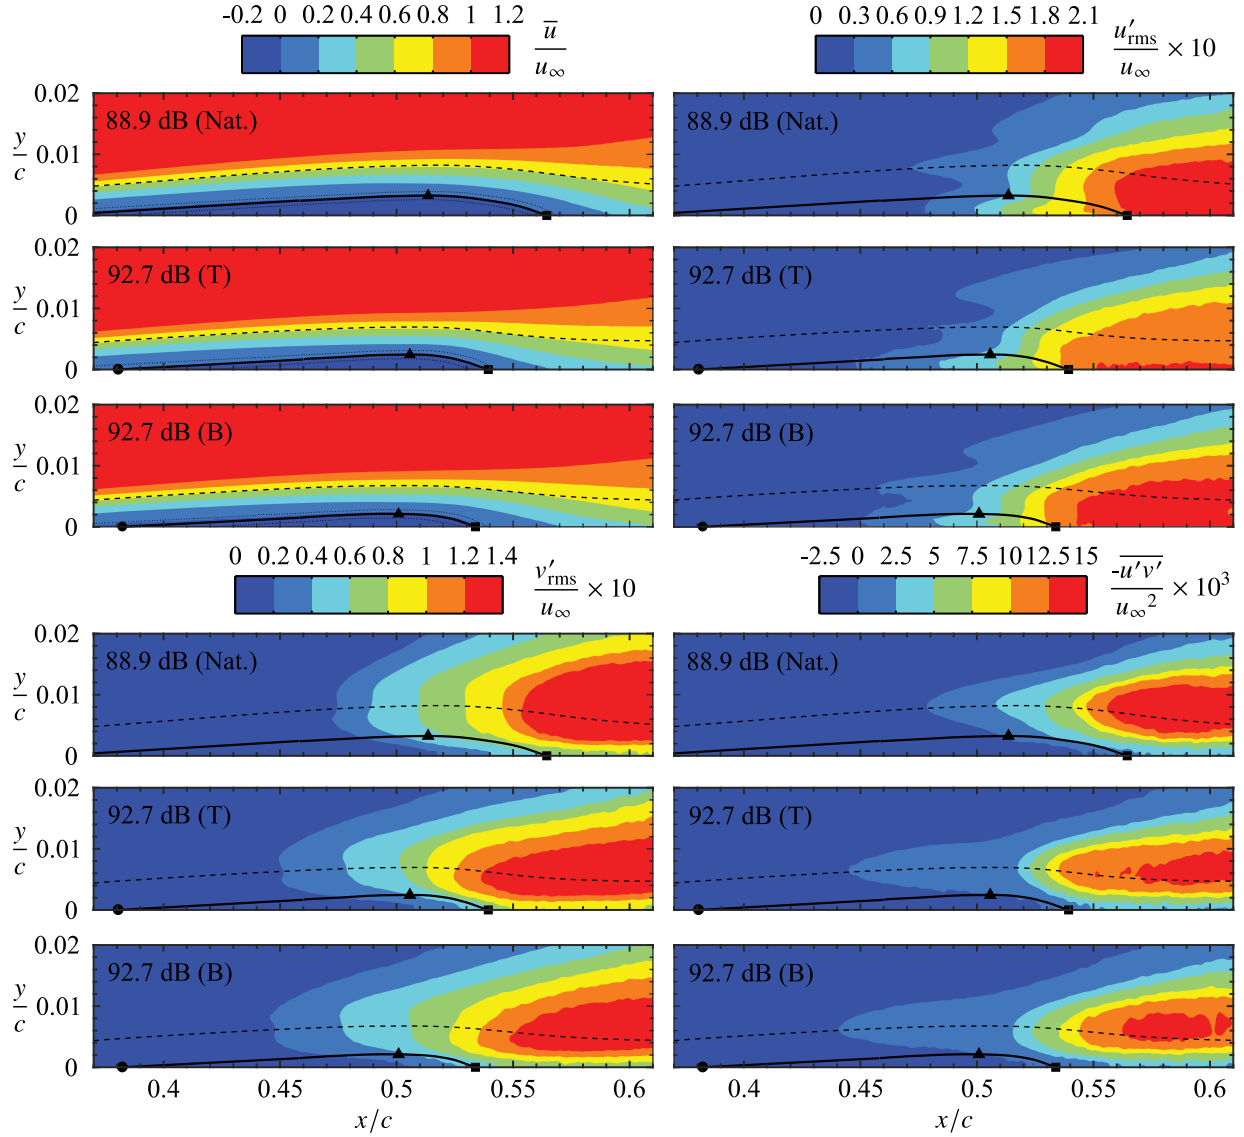 -0.2 0 0.2 0.4 0.6 0.8 1 1.2
u̅/u∞
0 0.3 0.6 0.9 1.2 1.5 1.8 2.1
u′rms/u∞ × 10
0.02
y/c 0.01
0
88.9 dB (Nat.)
88.9 dB (Nat.)
0.02
y/c 0.01
0
92.7 dB (T)
92.7 dB (T)
0.02
y/c 0.01
0
92.7 dB (B)
92.7 dB (B)
0 0.2 0.4 0.6 0.8 1 1.2 1.4
v′rms/u∞ × 10
-2.5 0 2.5 5 7.5 10 12.5 15
-u′v′/u∞² × 10³
0.02
y/c 0.01
0
88.9 dB (Nat.)
88.9 dB (Nat.)
0.02
y/c 0.01
0
92.7 dB (T)
92.7 dB (T)
0.02
y/c 0.01
0
92.7 dB (B)
92.7 dB (B)
0.4 0.45 0.5 0.55 0.6
0.4 0.45 0.5 0.55 0.6
x/c
x/c